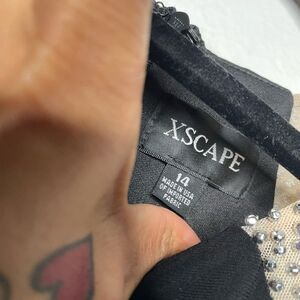 XSCAPE
14
MADE IN USA
OF IMPORTED
FABRIC